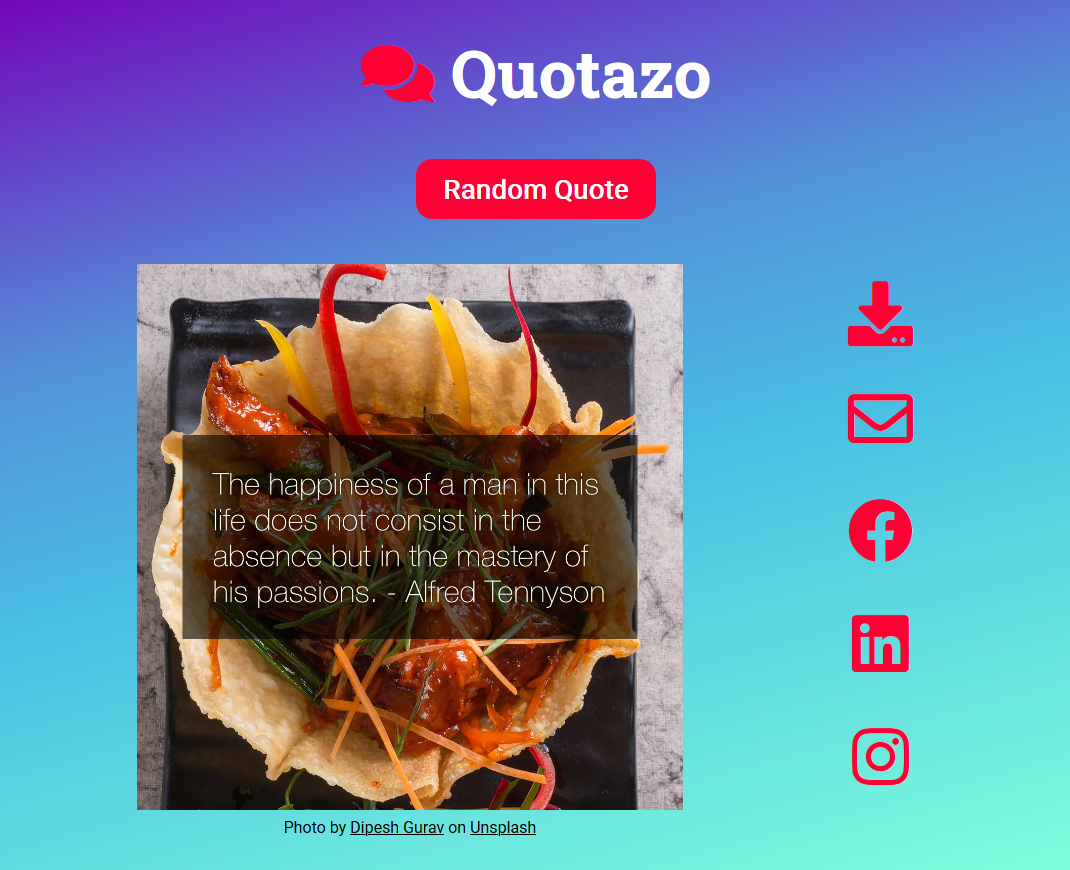 Quotazo
Random Quote
The happiness of a man in this
life does not consist in the
absence but in the mastery of
his passions. - Alfred Tennyson
Photo by Dipesh Gurav on Unsplash